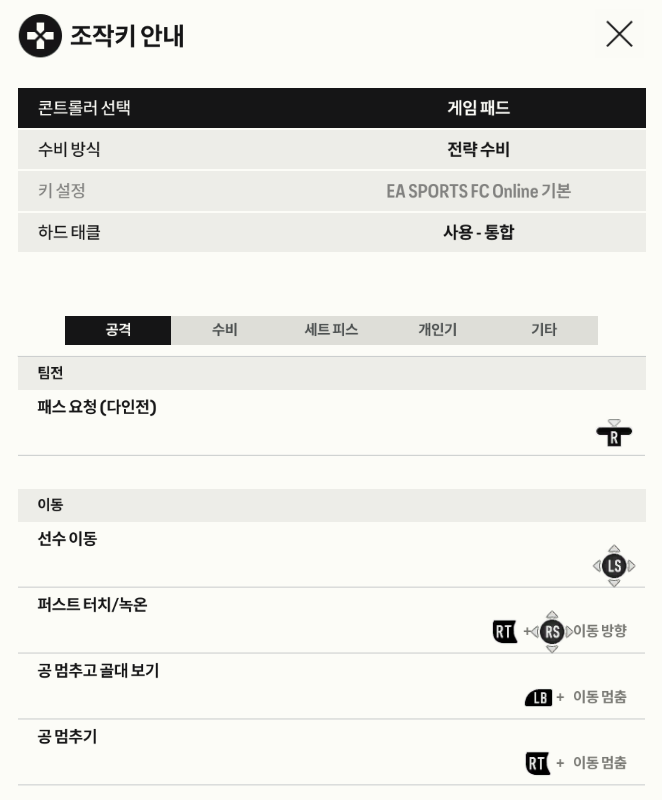 조작키 안내
콘트롤러 선택 게임 패드
수비 방식 전략 수비
키 설정 EA SPORTS FC Online 기본
하드 태클 사용 - 통합
공격 수비 세트 피스 개인기 기타
팀전
패스 요청 (다인전)
R
이동
선수 이동
LS
퍼스트 터치/녹온
RT + RS 이동 방향
공 멈추고 골대 보기
LB + 이동 멈춤
공 멈추기
RT + 이동 멈춤